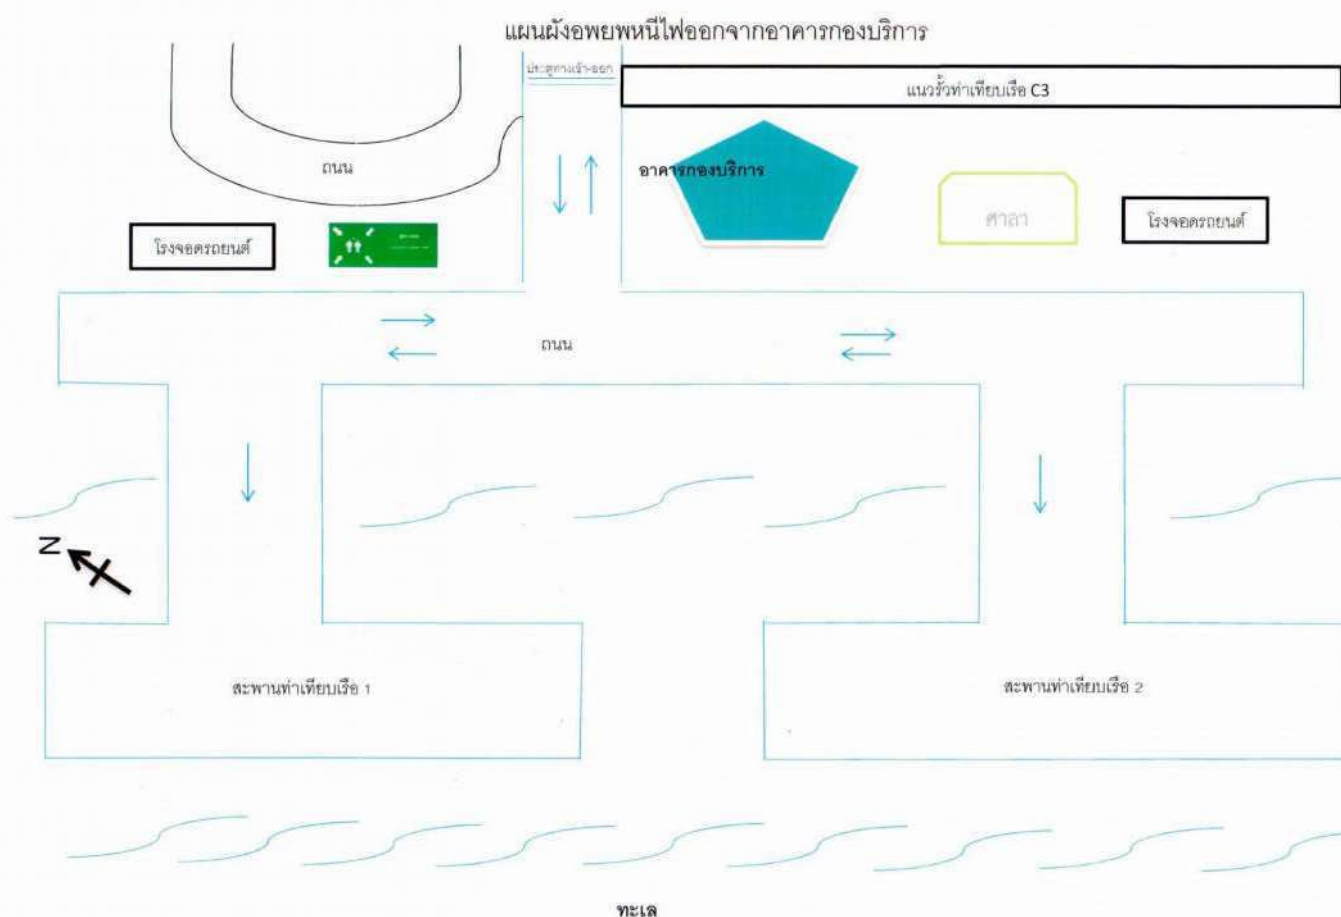 แผนผังอพยพหนีไฟออกจากอาคารกองบริการ
ประตูทางเข้า-ออก
แนวรั้วท่าเทียบเรือ C3
ถนน
อาคารกองบริการ
ศาลา
โรงจอดรถยนต์
โรงจอดรถยนต์
ถนน
N
สะพานท่าเทียบเรือ 1
สะพานท่าเทียบเรือ 2
ทะเล